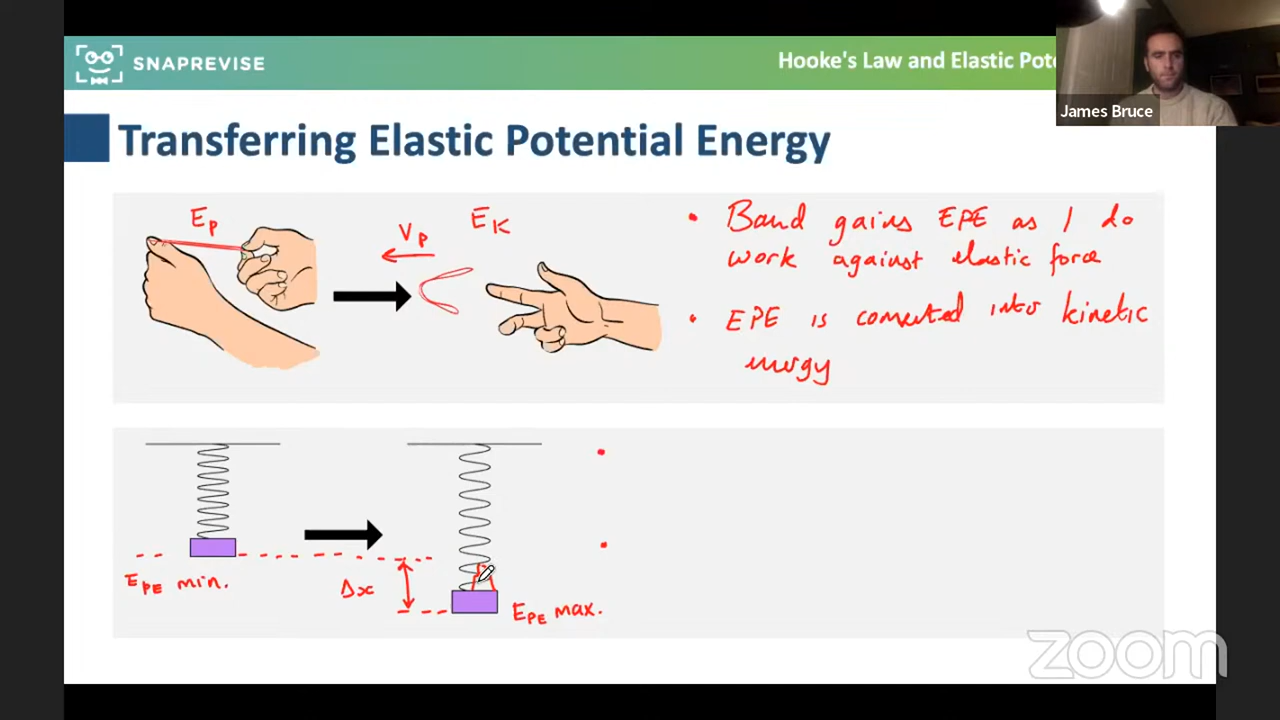 SNAPREVISE
Hooke's Law and Elastic Pote
James Bruce
Transferring Elastic Potential Energy
EP
VP
EK
• Band gains EPE as I do
work against elastic force
• EPE is converted into kinetic
energy
EPE min.
Δx
EPE max.
zoom